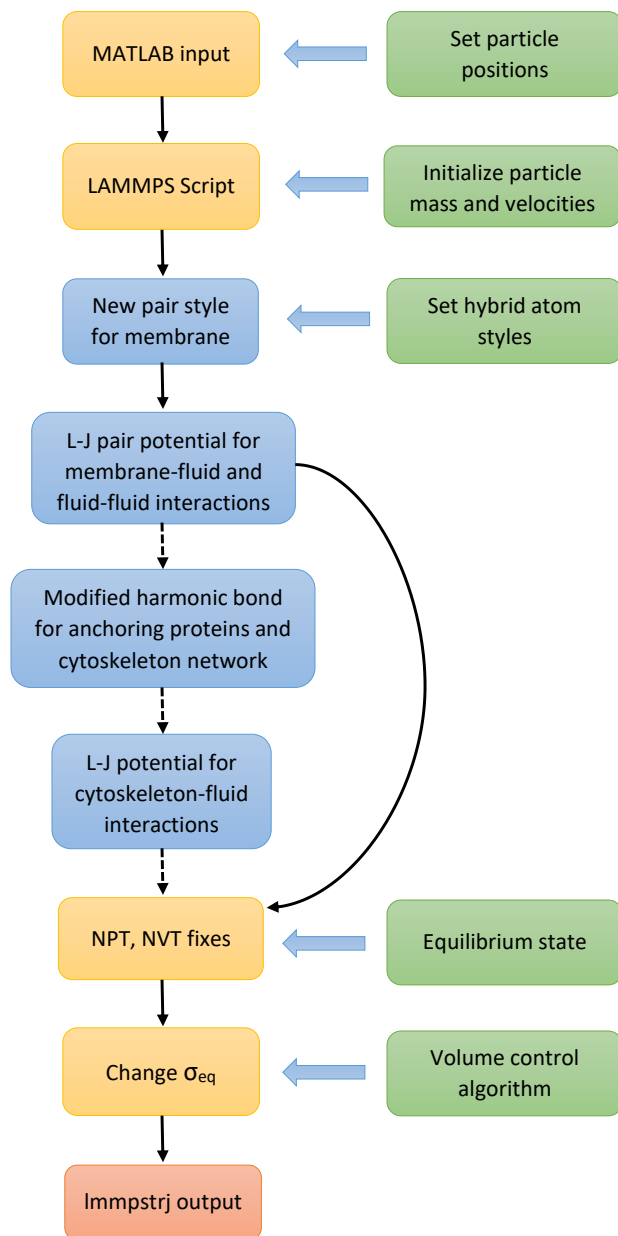 MATLAB input
Set particle
positions
LAMMPS Script
Initialize particle
mass and velocities
New pair style
for membrane
Set hybrid atom
styles
L-J pair potential for
membrane-fluid and
fluid-fluid interactions
Modified harmonic bond
for anchoring proteins and
cytoskeleton network
L-J potential for
cytoskeleton-fluid
interactions
NPT, NVT fixes
Equilibrium state
Change σeq
Volume control
algorithm
lmmpstrj output